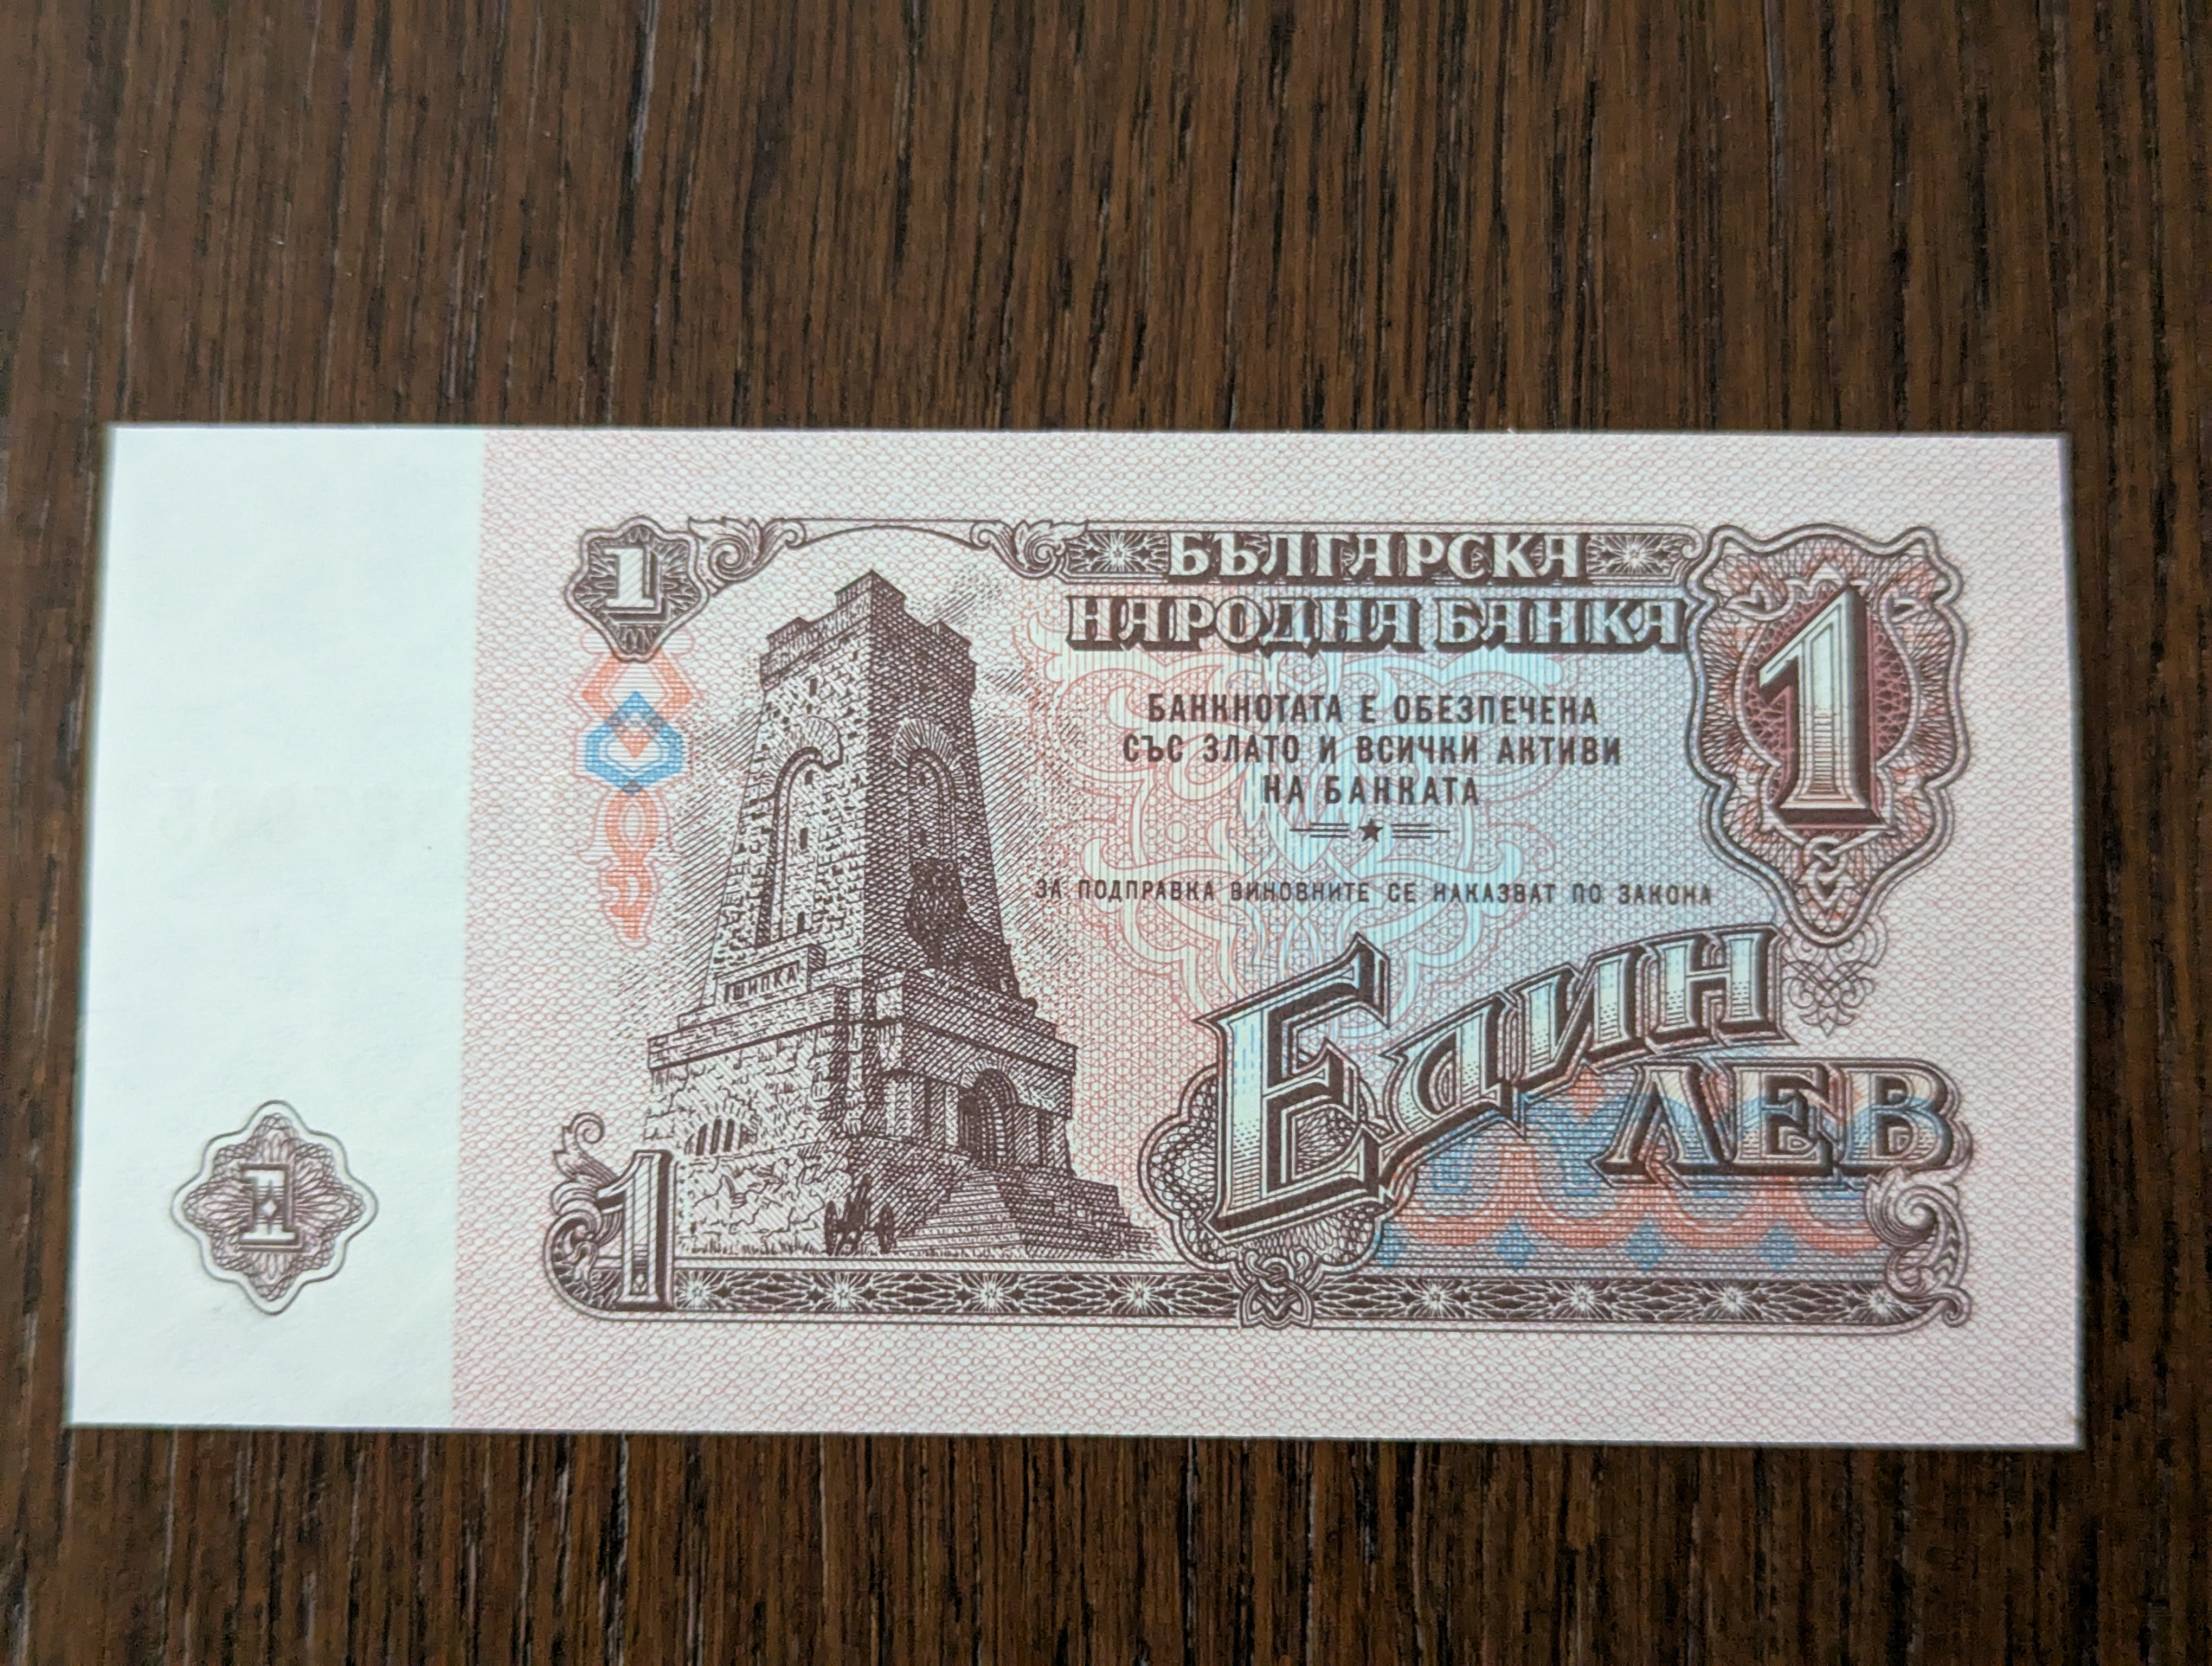 1
БЪЛГАРСКА
НАРОДНА БАНКА
1
БАНКНОТАТА Е ОБЕЗПЕЧЕНА
СЪС ЗЛАТО И ВСИЧКИ АКТИВИ
НА БАНКАТА
ЗА ПОДПРАВКА ВИНОВНИТЕ СЕ НАКАЗВАТ ПО ЗАКОНА
ШИПКА
Един
ЛЕВ
1
1